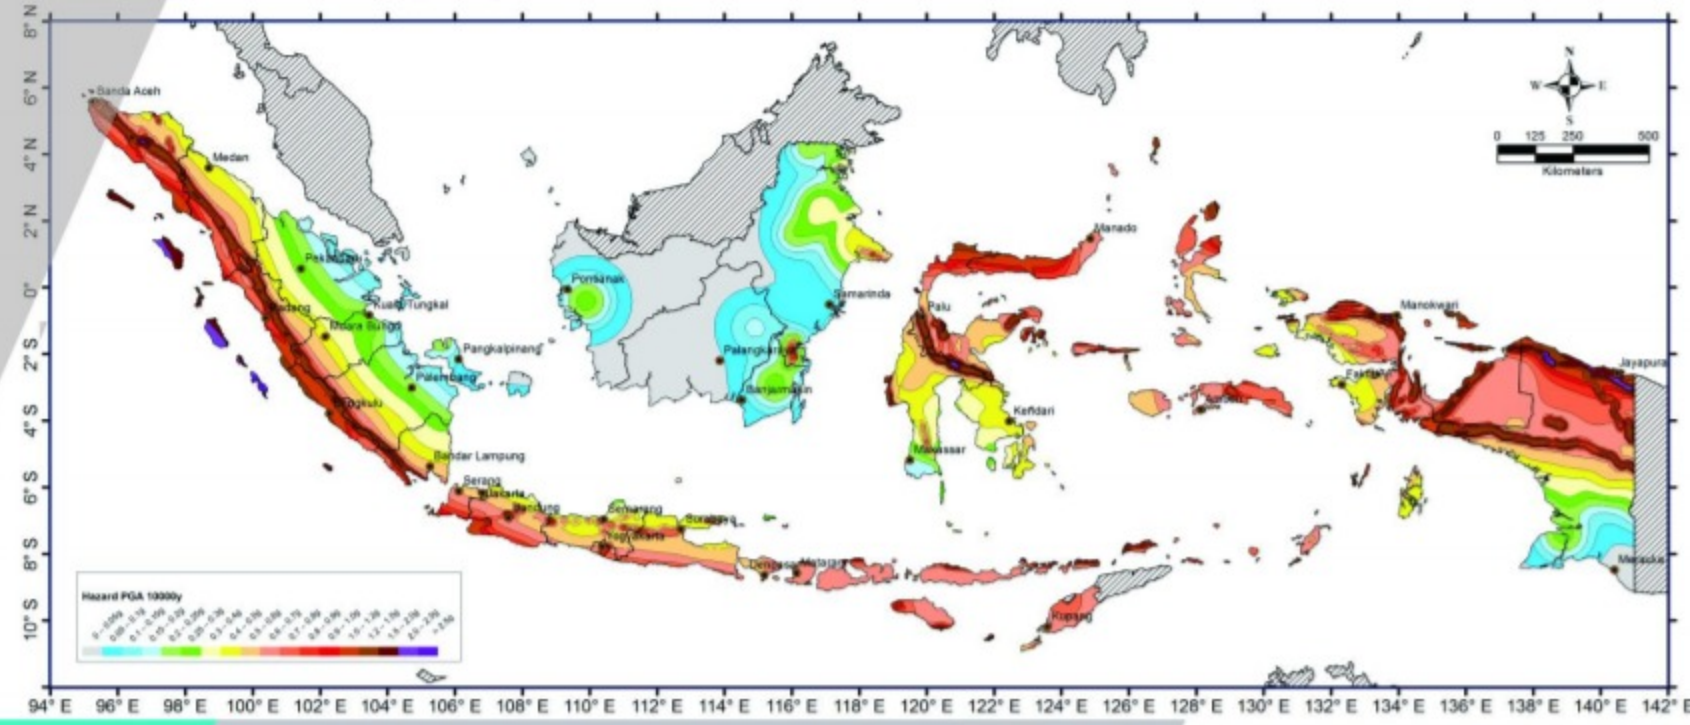 8° N
6° N
4° N
2° N
0°
2° S
4° S
6° S
8° S
10° S
N
W E
S
0 125 250 500
Kilometers
Banda Aceh
Medan
Pekanbaru
Padang
Kuala Tungkal
Muara Bungo
Pangkalpinang
Palembang
Bengkulu
Bandar Lampung
Serang
Jakarta
Bandung
Semarang
Surabaya
Yogyakarta
Denpasar
Mataram
Kupang
Pontianak
Palangkaraya
Banjarmasin
Samarinda
Manado
Palu
Kendari
Makassar
Ambon
Manokwari
Fakfak
Jayapura
Merauke
Hazard PGA 10000y
94° E 96° E 98° E 100° E 102° E 104° E 106° E 108° E 110° E 112° E 114° E 116° E 118° E 120° E 122° E 124° E 126° E 128° E 130° E 132° E 134° E 136° E 138° E 140° E 142° E